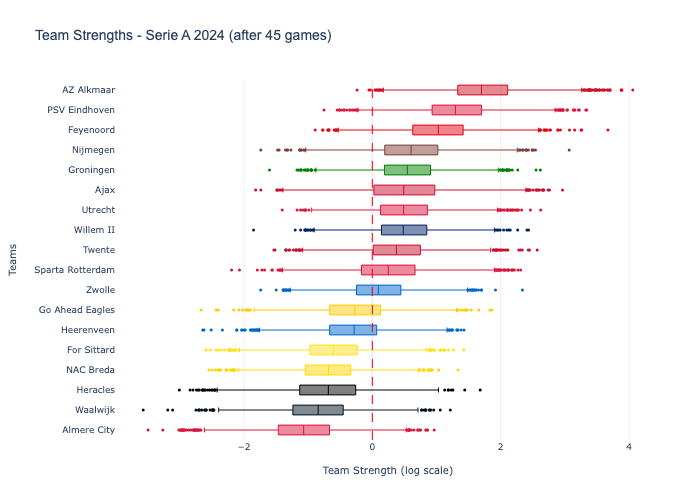 Team Strengths - Serie A 2024 (after 45 games)
AZ Alkmaar
PSV Eindhoven
Feyenoord
Nijmegen
Groningen
Ajax
Utrecht
Willem II
Twente
Sparta Rotterdam
Zwolle
Go Ahead Eagles
Heerenveen
For Sittard
NAC Breda
Heracles
Waalwijk
Almere City
Teams
−2 0 2 4
Team Strength (log scale)